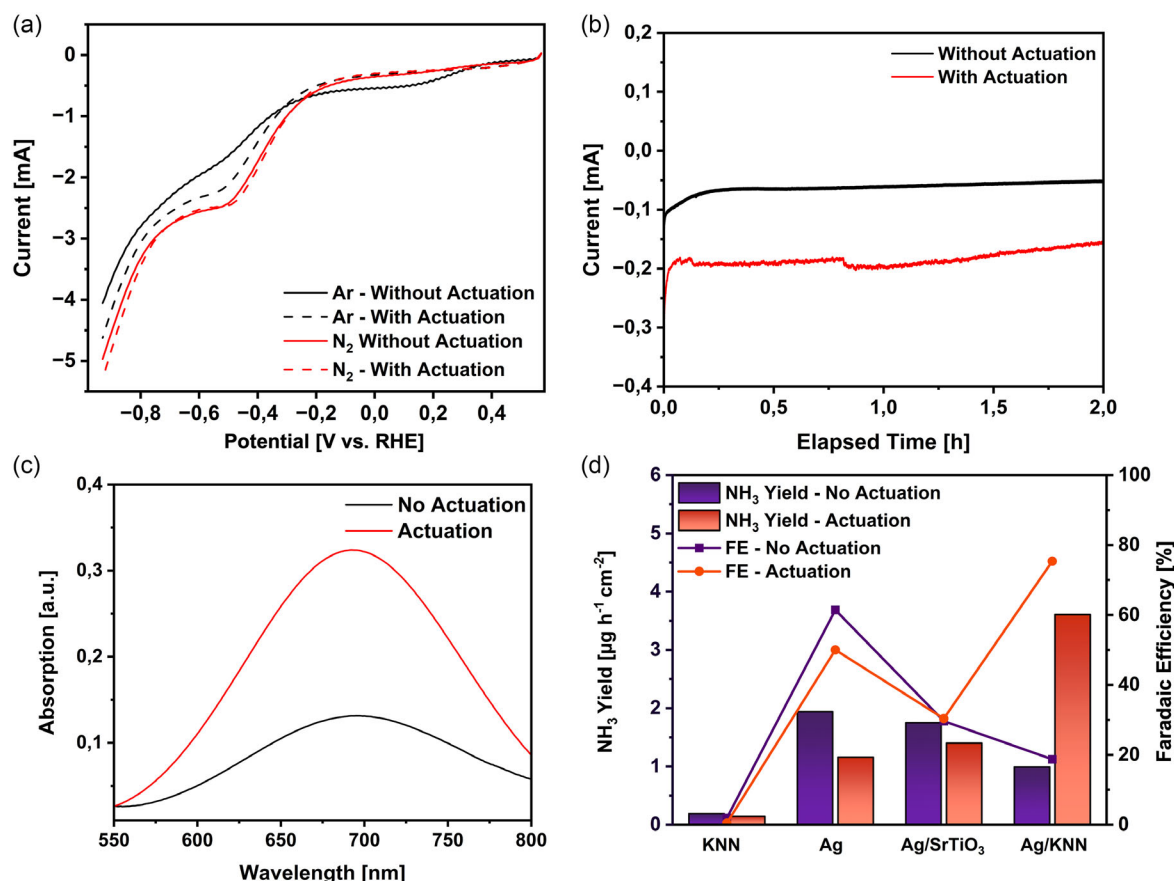 (a)
0
−1
−2
−3
−4
−5
Current [mA]
Ar - Without Actuation
Ar - With Actuation
N₂ Without Actuation
N₂ - With Actuation
−0,8
−0,6
−0,4
−0,2
0,0
0,2
0,4
Potential [V vs. RHE]
(b)
0,2
0,1
0,0
−0,1
−0,2
−0,3
−0,4
Current [mA]
Without Actuation
With Actuation
0,0
0,5
1,0
1,5
2,0
Elapsed Time [h]
(c)
0,4
0,3
0,2
0,1
Absorption [a.u.]
No Actuation
Actuation
550
600
650
700
750
800
Wavelength [nm]
(d)
6
5
4
3
2
1
0
NH₃ Yield [µg h⁻¹ cm⁻²]
NH₃ Yield - No Actuation
NH₃ Yield - Actuation
FE - No Actuation
FE - Actuation
100
80
60
40
20
0
Faradaic Efficiency [%]
KNN
Ag
Ag/SrTiO₃
Ag/KNN